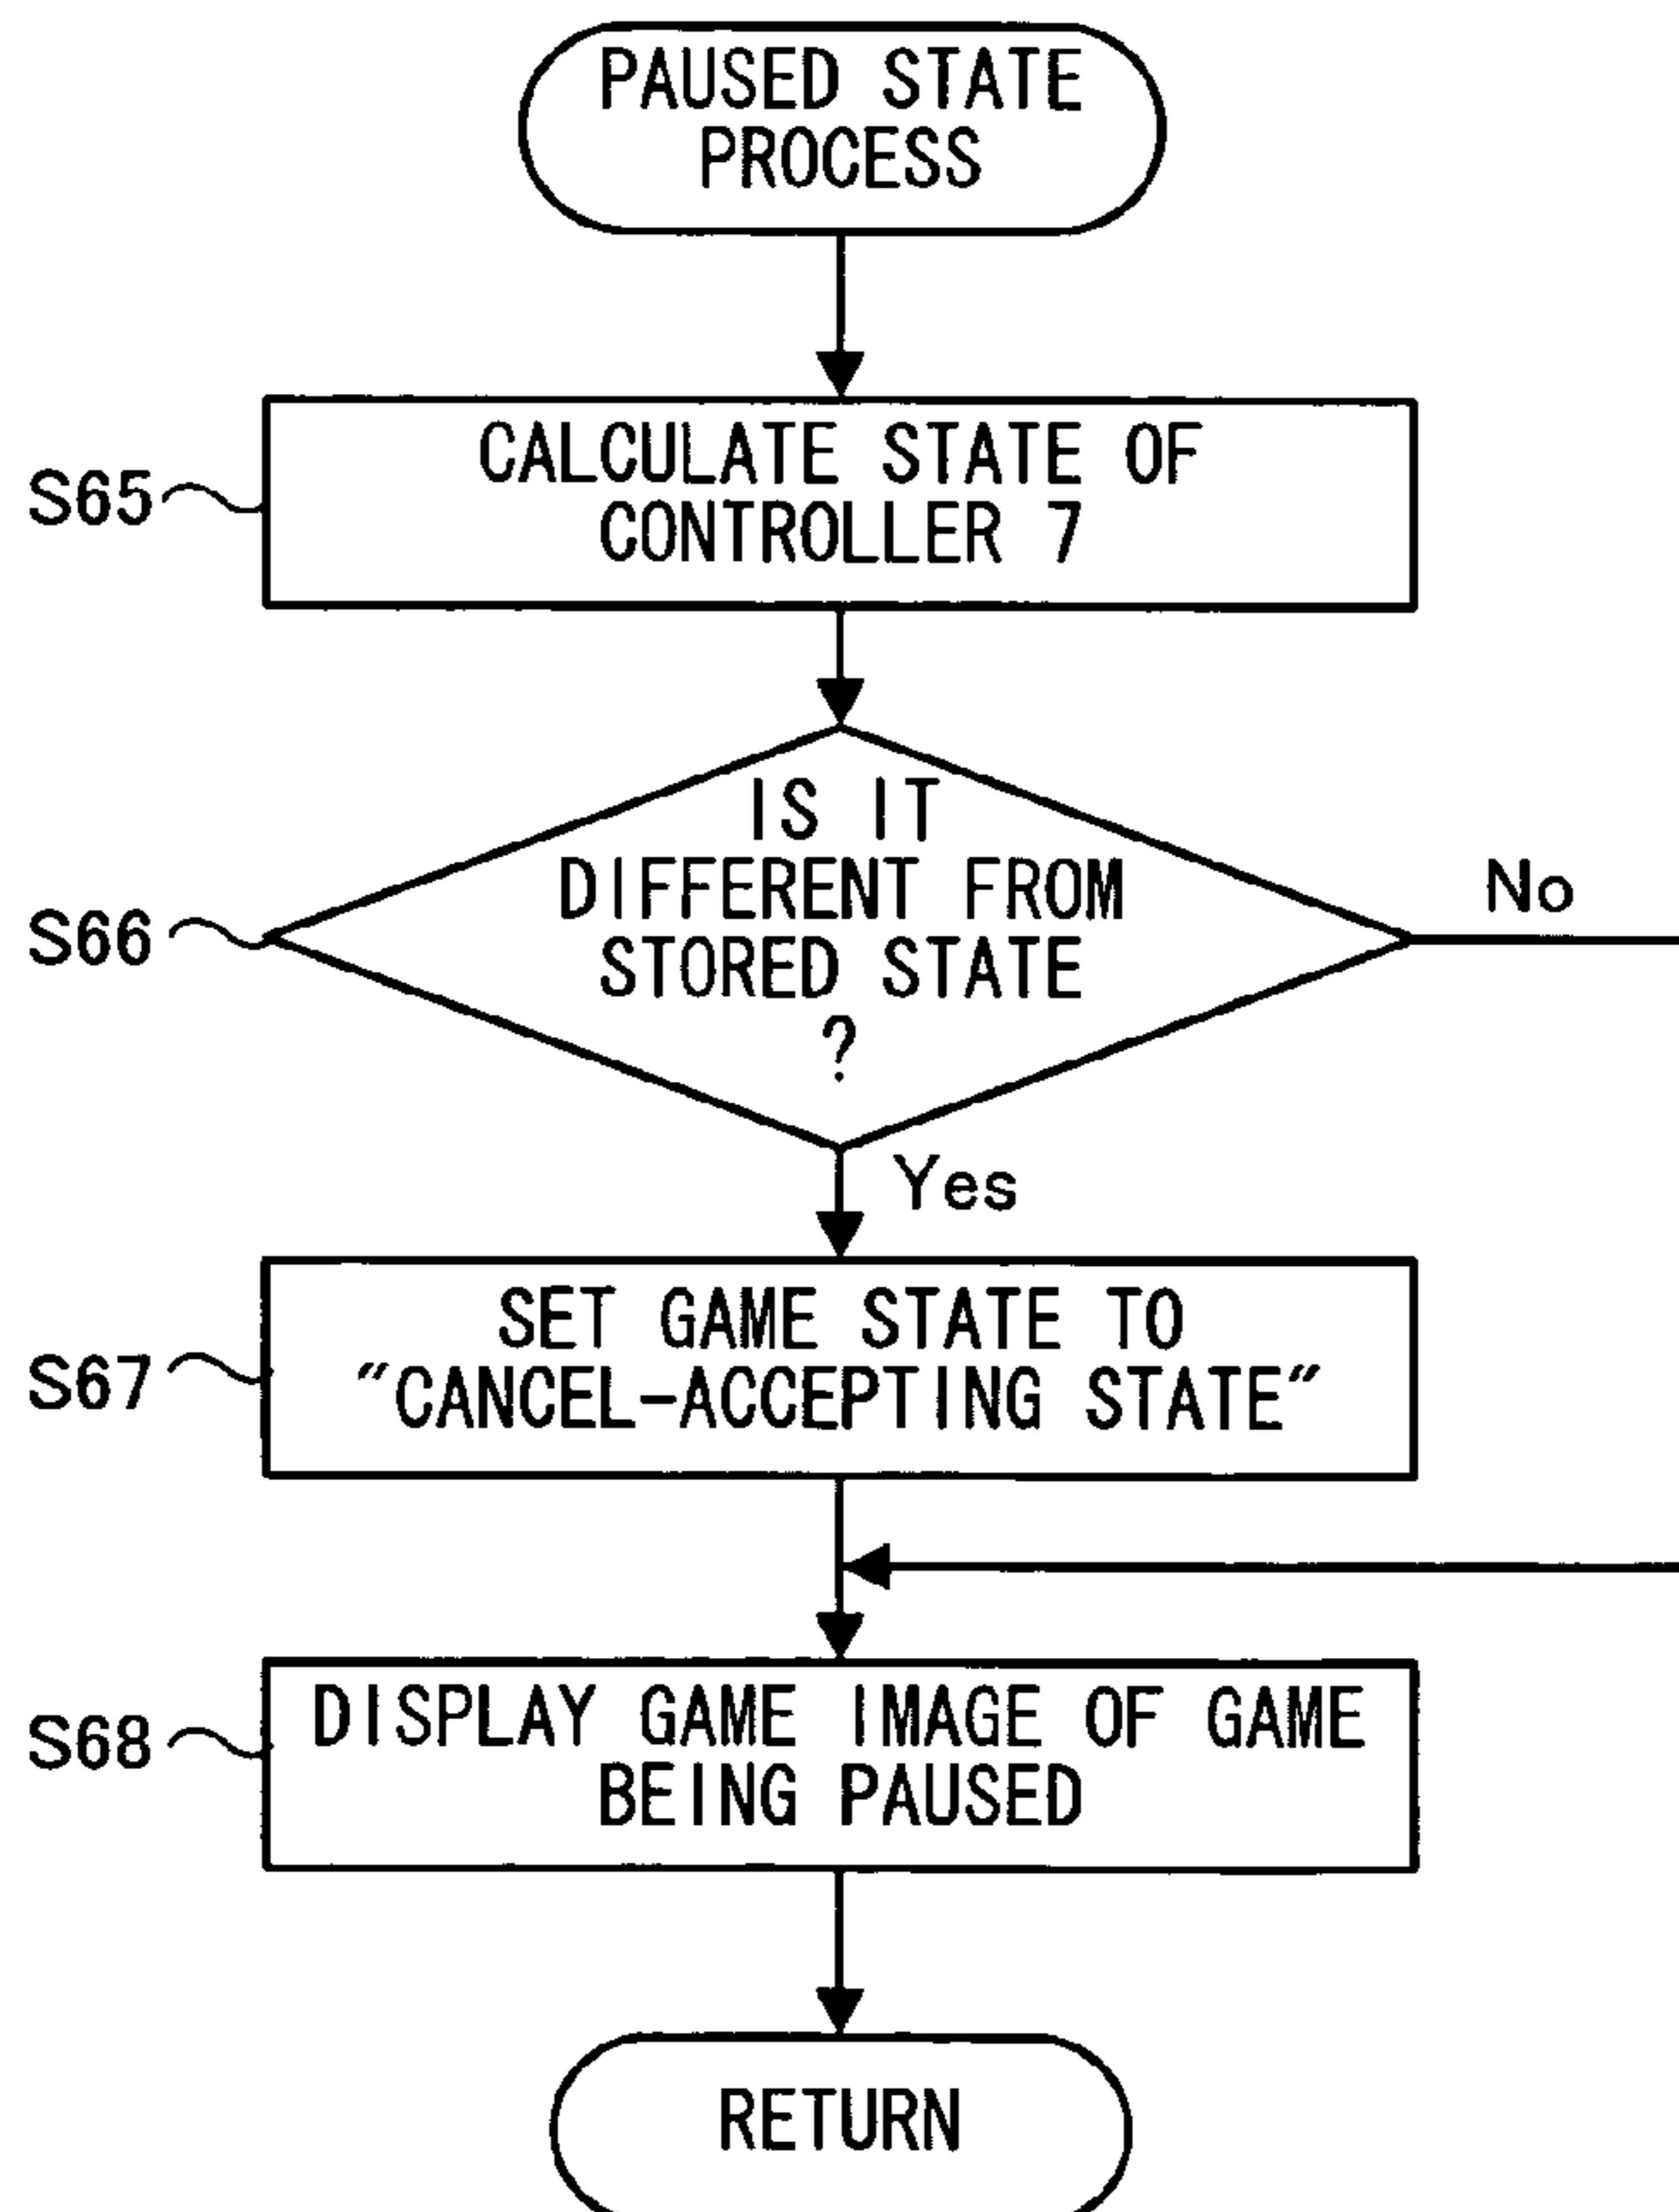 PAUSED STATE
PROCESS
CALCULATE STATE OF
CONTROLLER 7
S65
IS IT
DIFFERENT FROM
STORED STATE
?
S66
No
Yes
SET GAME STATE TO
"CANCEL-ACCEPTING STATE"
S67
DISPLAY GAME IMAGE OF GAME
BEING PAUSED
S68
RETURN